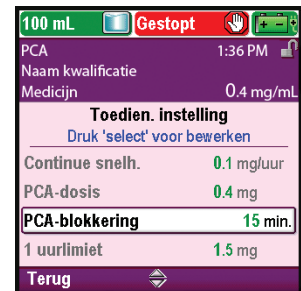 100 mL Gestopt
PCA 1:36 PM
Naam kwalificatie
Medicijn 0.4 mg/mL
Toedien. instelling
Druk 'select' voor bewerken
Continue snelh. 0.1 mg/uur
PCA-dosis 0.4 mg
PCA-blokkering 15 min.
1 uurlimiet 1.5 mg
Terug